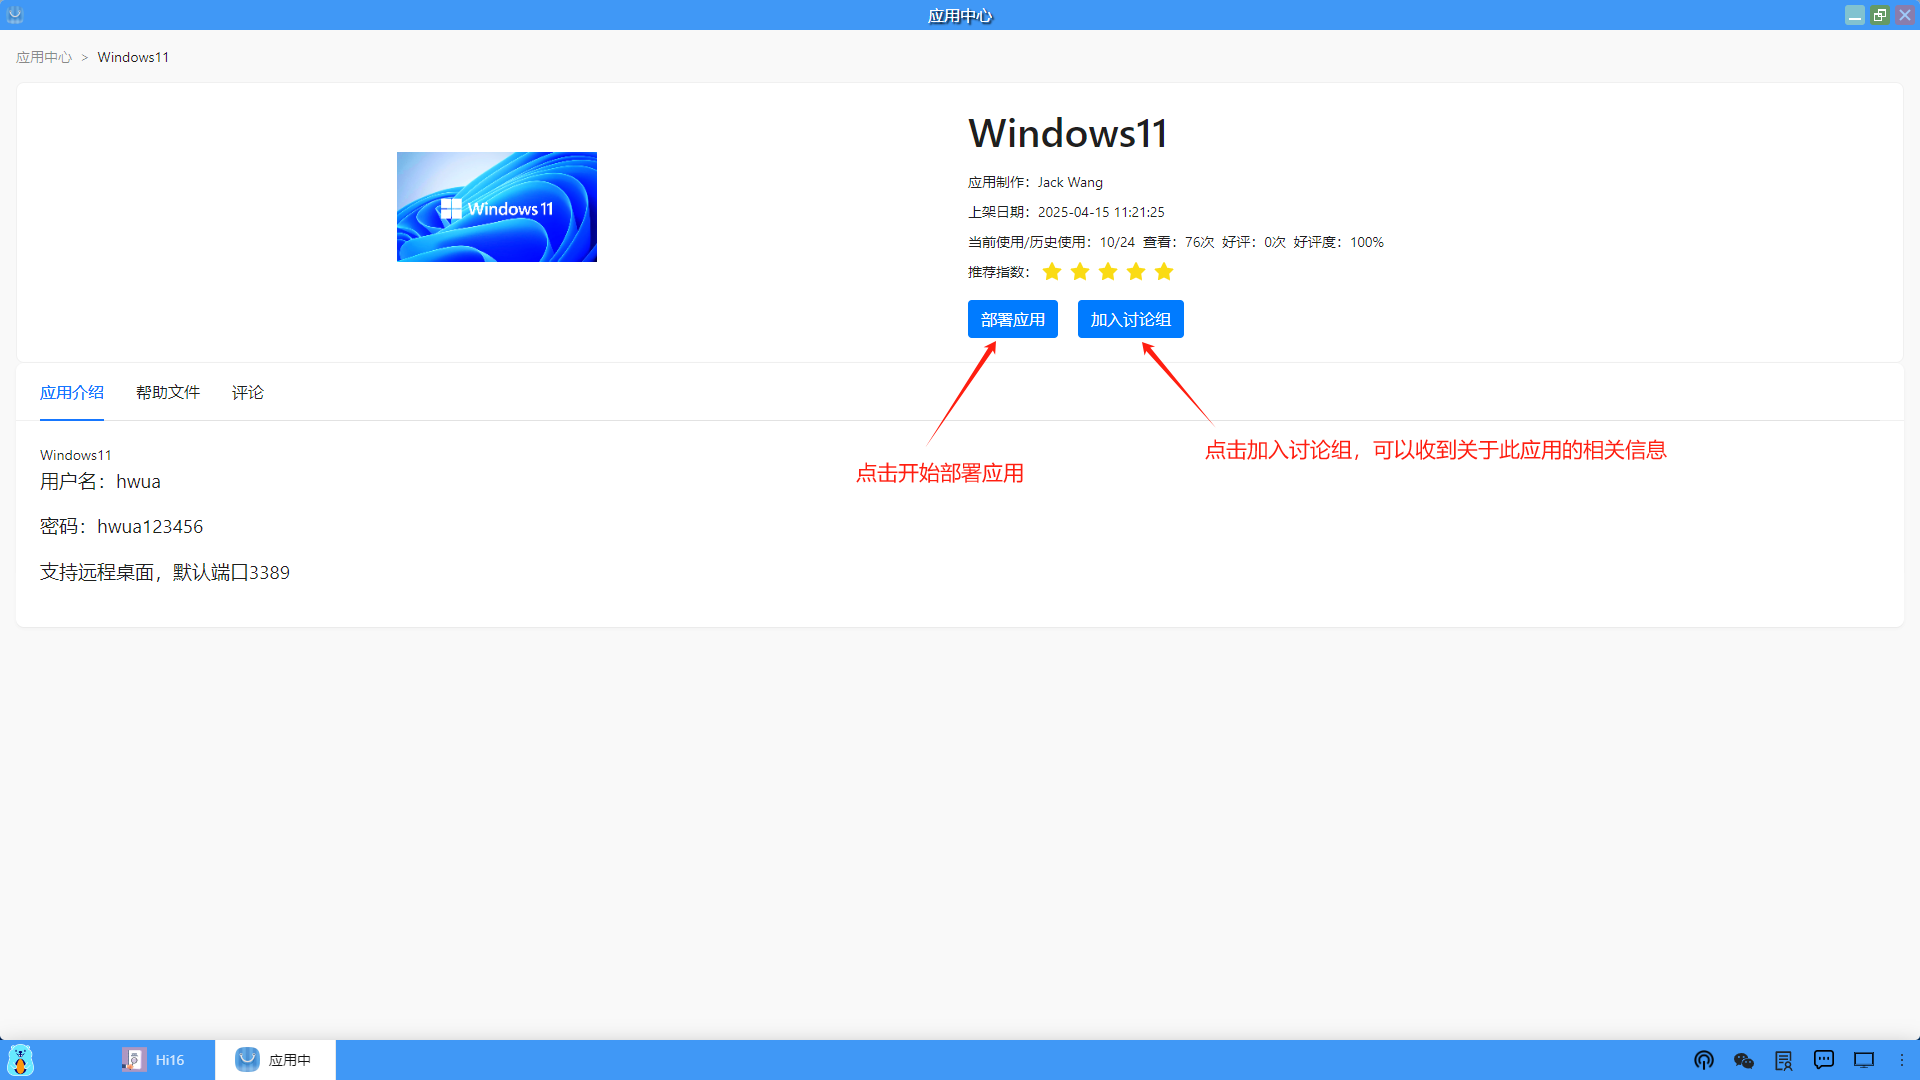 应用中心
应用中心 > Windows11
Windows 11
Windows11
应用制作：Jack Wang
上架日期：2025-04-15 11:21:25
当前使用/历史使用：10/24 查看：76次 好评：0次 好评度：100%
推荐指数：
部署应用 加入讨论组
应用介绍 帮助文件 评论
点击开始部署应用
点击加入讨论组，可以收到关于此应用的相关信息
Windows11
用户名：hwua
密码：hwua123456
支持远程桌面，默认端口3389
Hi16 应用中